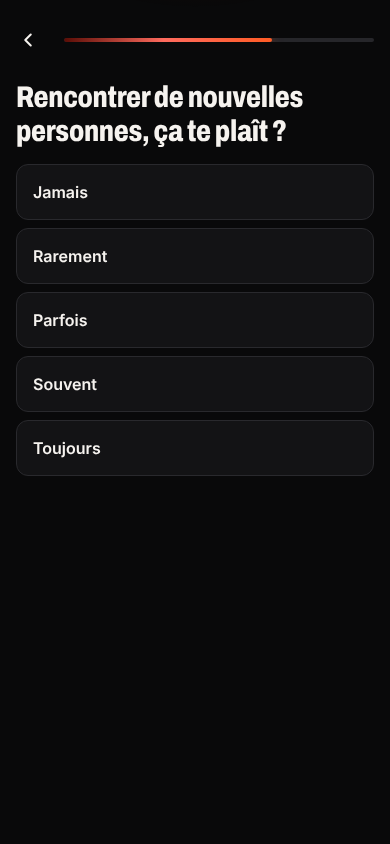 Rencontrer de nouvelles
personnes, ça te plaît ?
Jamais
Rarement
Parfois
Souvent
Toujours